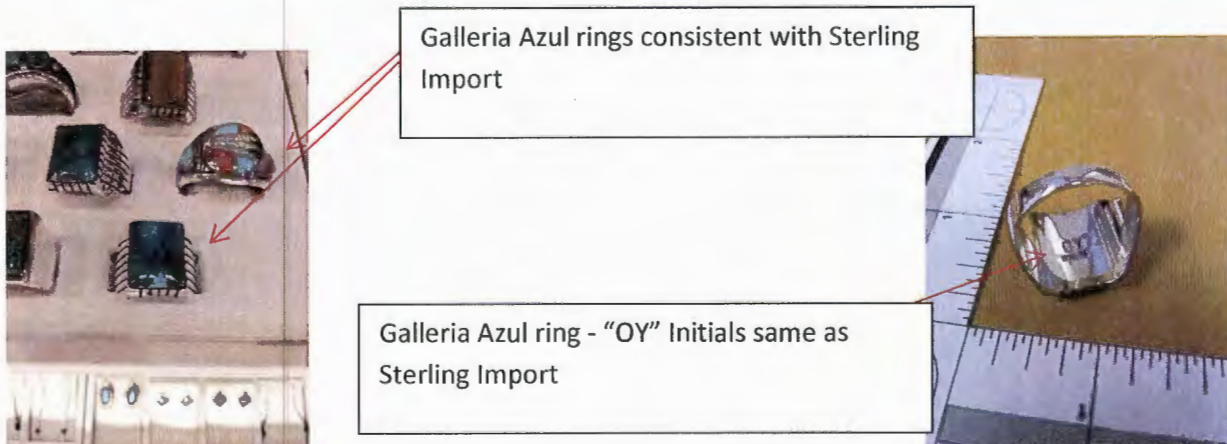 Galleria Azul rings consistent with Sterling
Import
Galleria Azul ring - “OY” Initials same as
Sterling Import